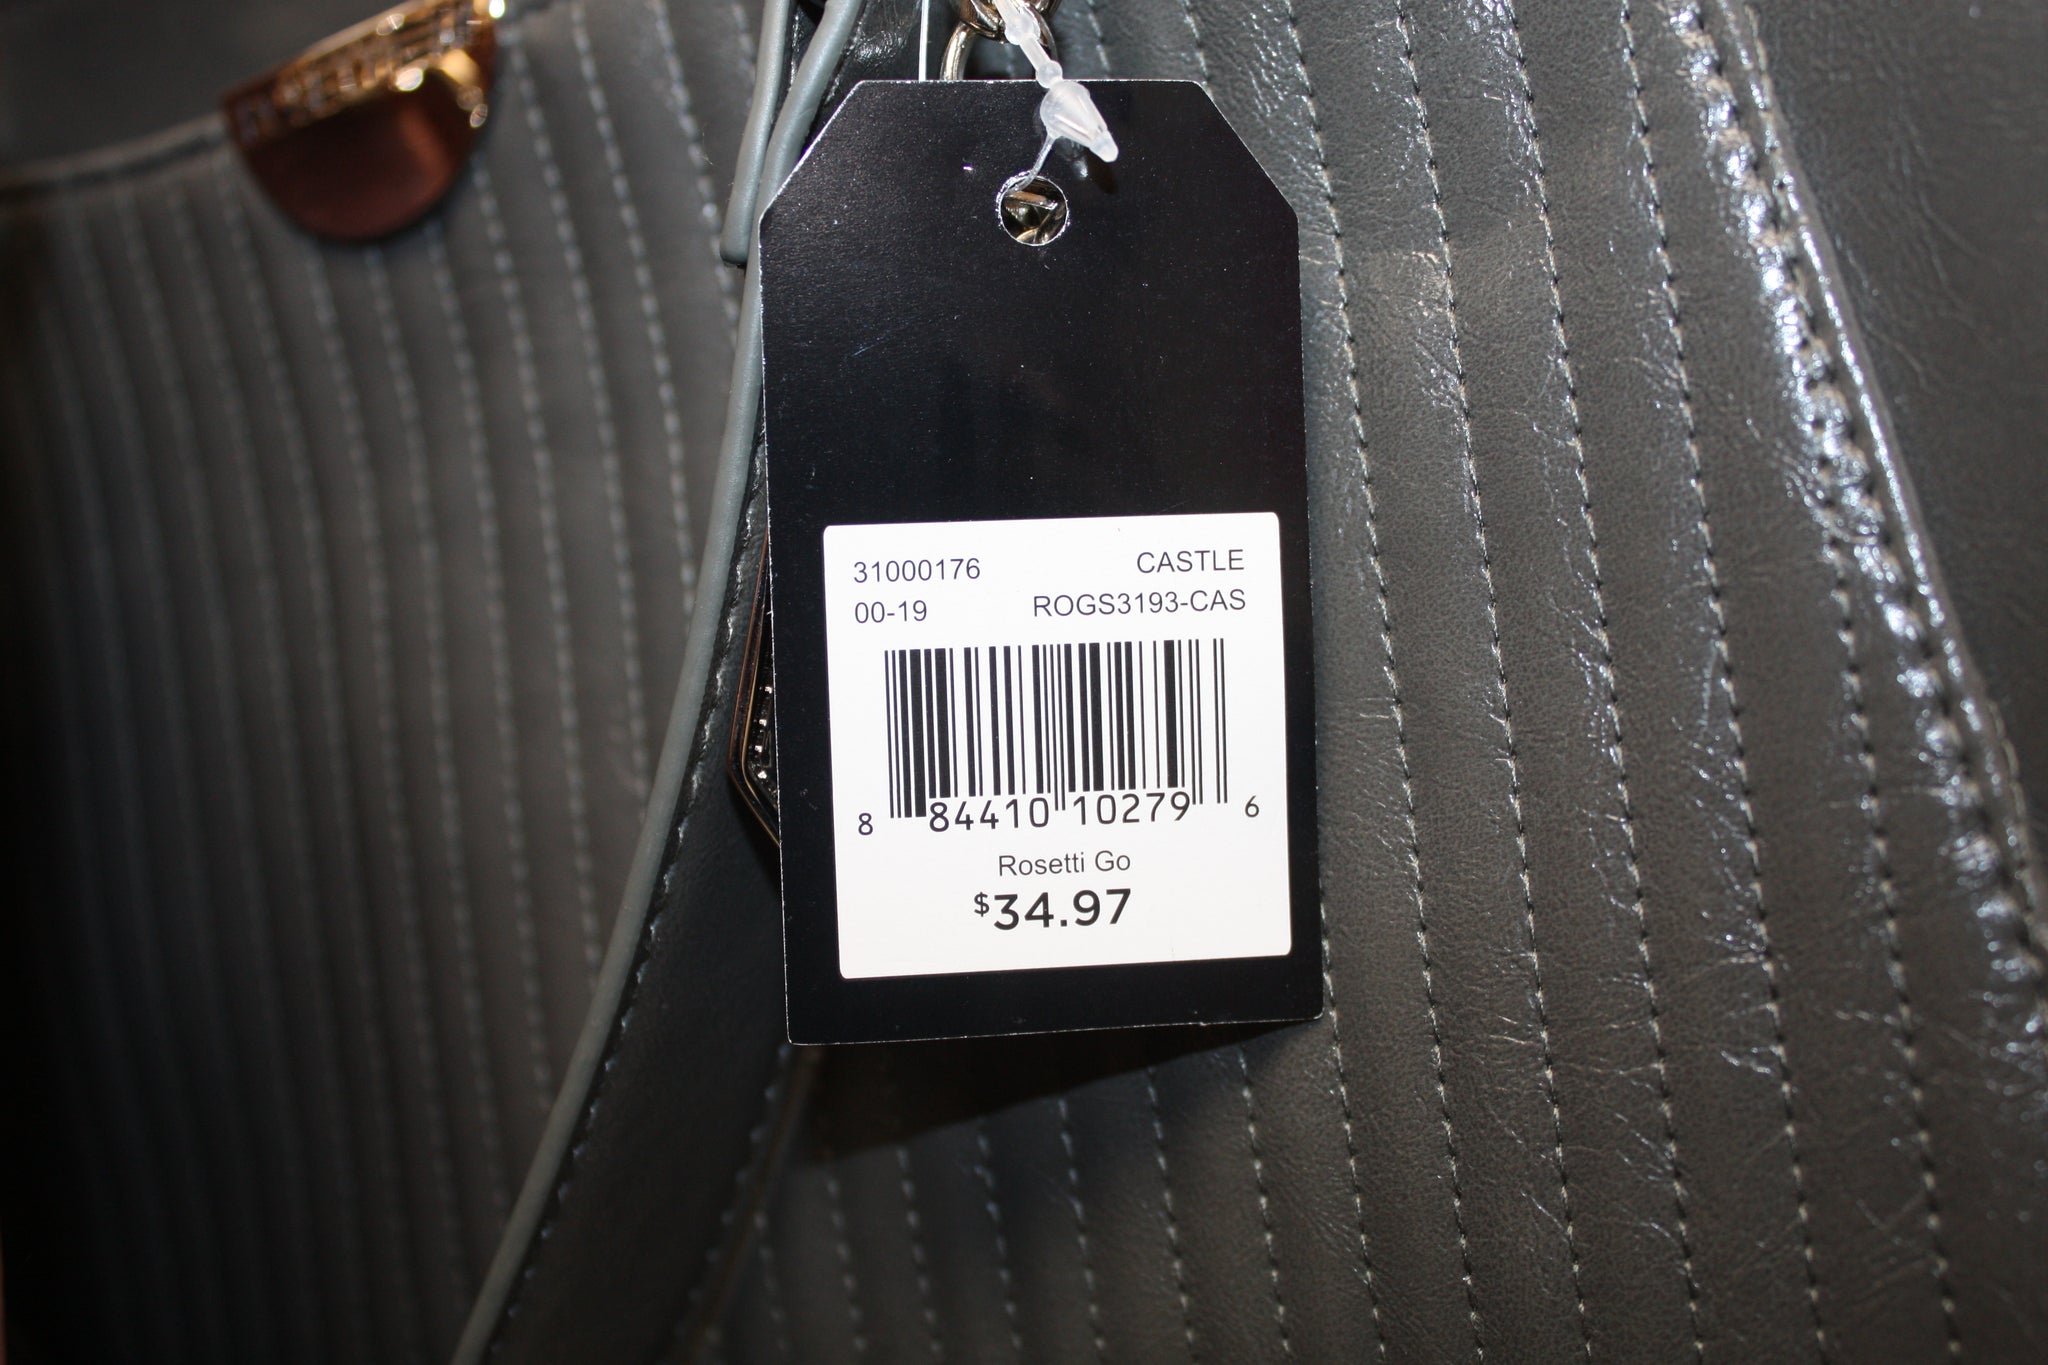 31000176 CASTLE
00-19 ROGS3193-CAS
8 84410 10279 6
Rosetti Go
$34.97